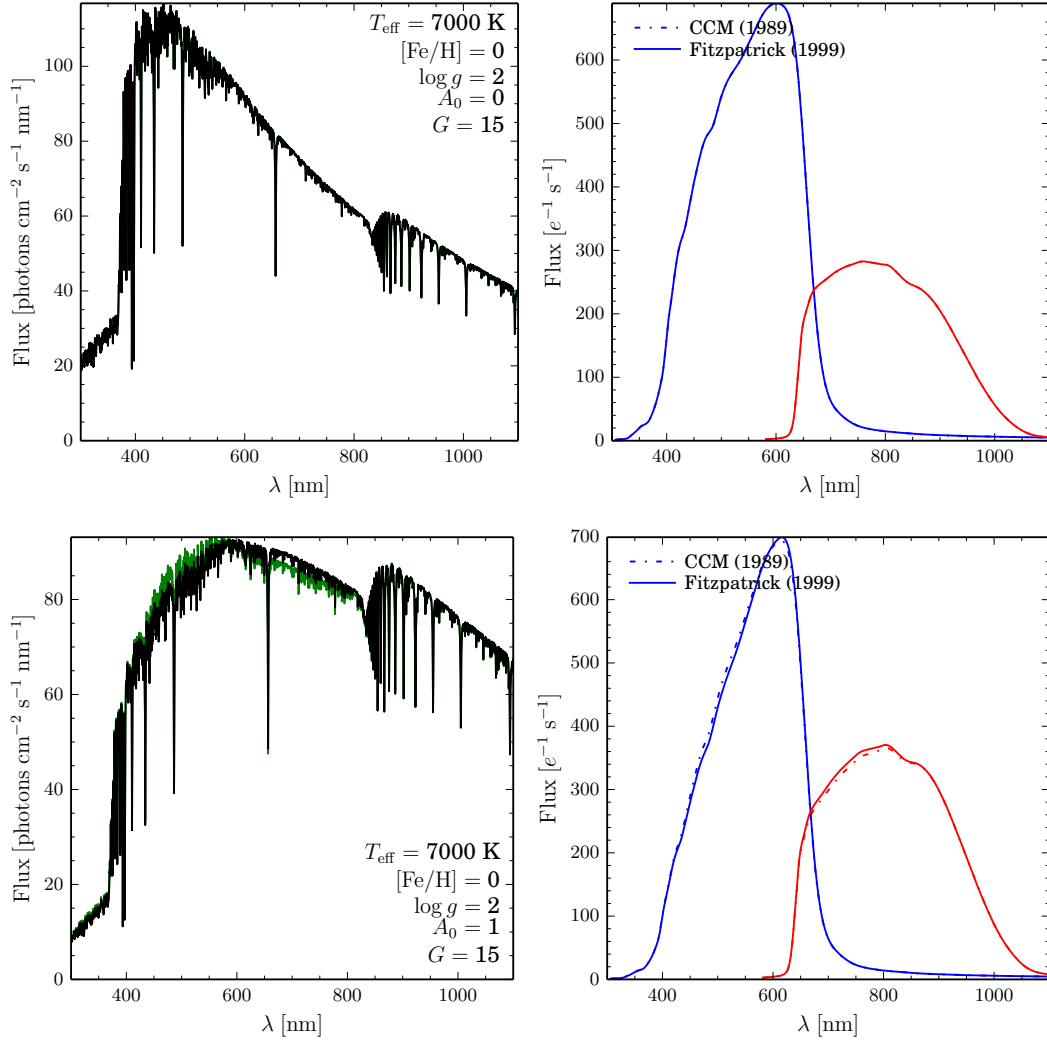 Flux [photons cm⁻² s⁻¹ nm⁻¹]
100
80
60
40
20
0
T_eff = 7000 K
[Fe/H] = 0
log g = 2
A₀ = 0
G = 15
400 600 800 1000
λ [nm]
Flux [e⁻¹ s⁻¹]
600
500
400
300
200
100
0
CCM (1989)
Fitzpatrick (1999)
400 600 800 1000
λ [nm]
Flux [photons cm⁻² s⁻¹ nm⁻¹]
80
60
40
20
0
T_eff = 7000 K
[Fe/H] = 0
log g = 2
A₀ = 1
G = 15
400 600 800 1000
λ [nm]
Flux [e⁻¹ s⁻¹]
700
600
500
400
300
200
100
0
CCM (1989)
Fitzpatrick (1999)
400 600 800 1000
λ [nm]